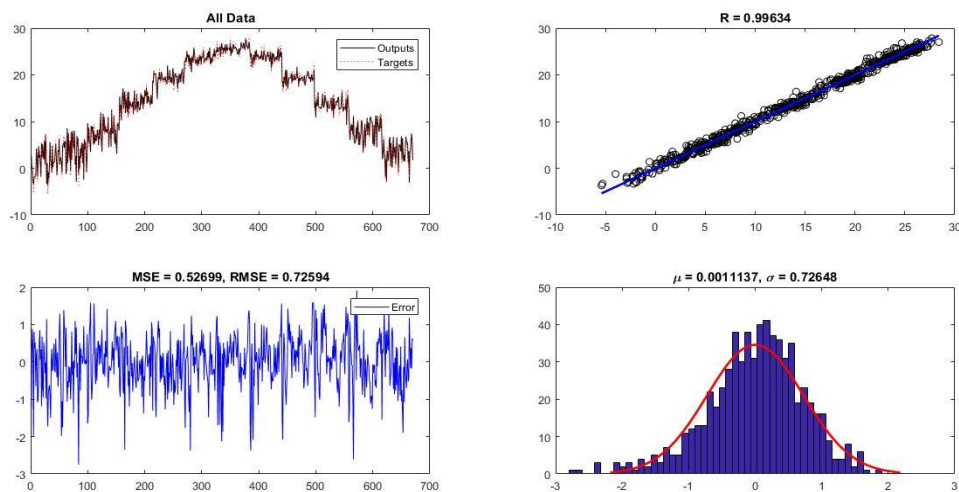 All Data
30
20
10
0
-10
0 100 200 300 400 500 600 700
Outputs
Targets
R = 0.99634
30
20
10
0
-10
-10 -5 0 5 10 15 20 25 30
MSE = 0.52699, RMSE = 0.72594
2
1
0
-1
-2
-3
0 100 200 300 400 500 600 700
Error
μ = 0.0011137, σ = 0.72648
50
40
30
20
10
0
-3 -2 -1 0 1 2 3